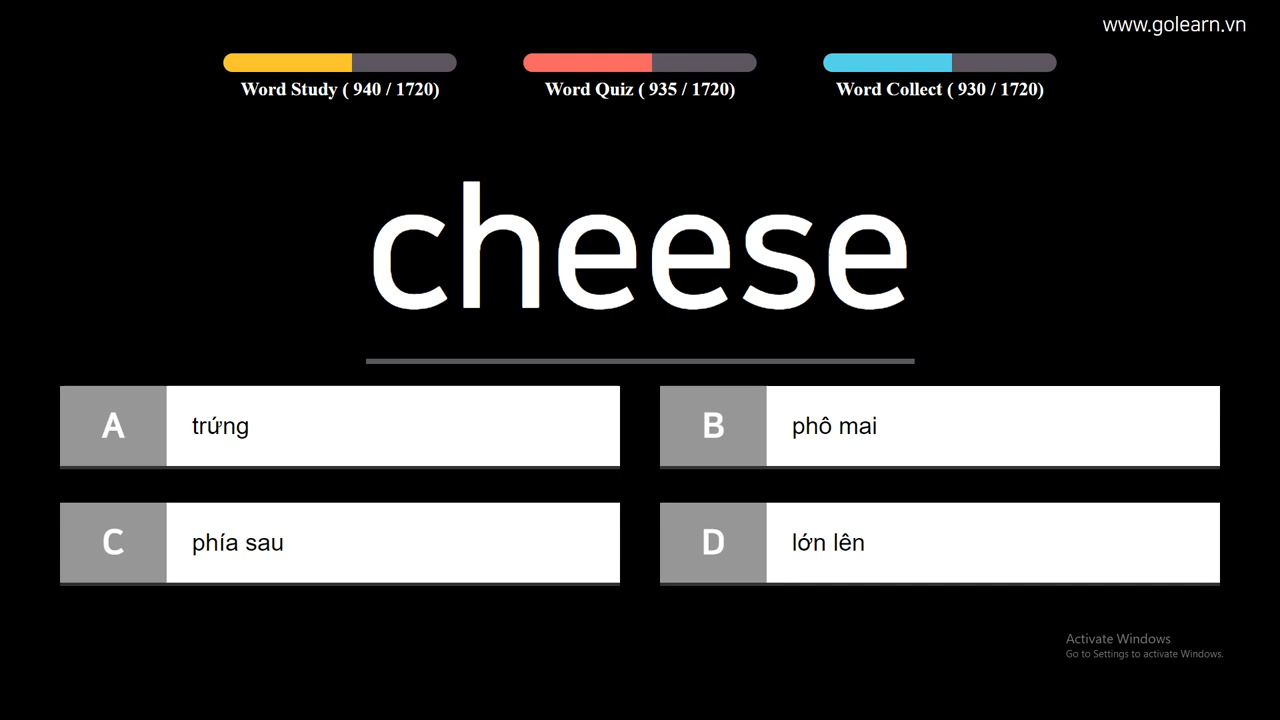 www.golearn.vn
Word Study ( 940 / 1720)
Word Quiz ( 935 / 1720)
Word Collect ( 930 / 1720)
cheese
A trứng
B phô mai
C phía sau
D lớn lên
Activate Windows
Go to Settings to activate Windows.